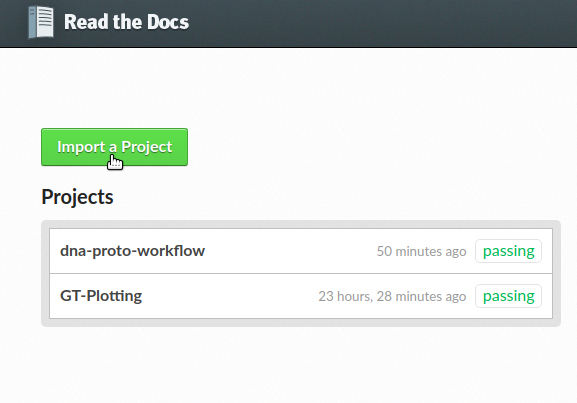 Read the Docs
Import a Project
Projects
dna-proto-workflow 50 minutes ago passing
GT-Plotting 23 hours, 28 minutes ago passing